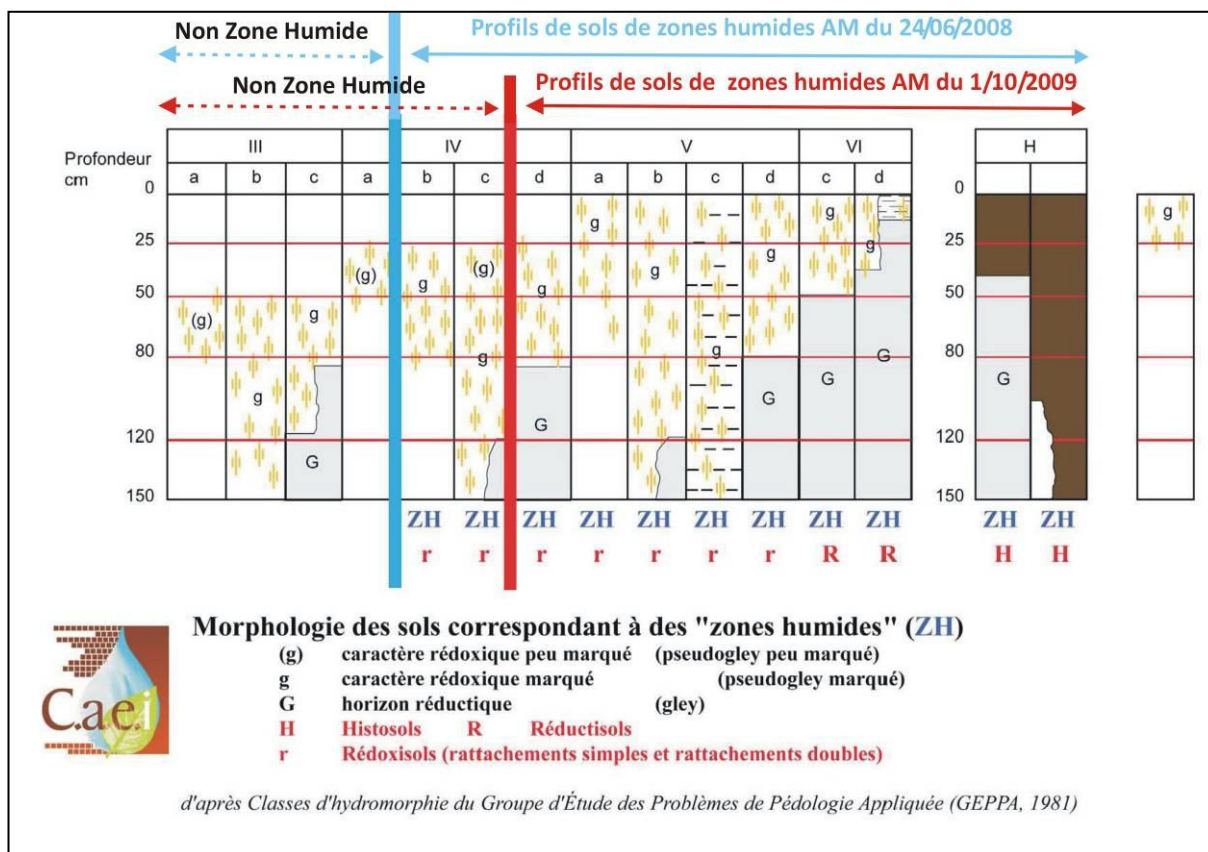 Non Zone Humide
Profils de sols de zones humides AM du 24/06/2008
Non Zone Humide
Profils de sols de zones humides AM du 1/10/2009
Profondeur cm III IV V VI H
a b c a b c d a b c d c d
0 0
(g) g g (g) g (g) g g g g g g g
25 25
50 50
80 80
g g G G G G G
120 120
G
150 150
ZH ZH ZH ZH ZH ZH ZH ZH ZH ZH ZH
r r r r r r r R R H H
Morphologie des sols correspondant à des "zones humides" (ZH)
(g) caractère rédoxique peu marqué (pseudogley peu marqué)
g caractère rédoxique marqué (pseudogley marqué)
G horizon réductique (gley)
H Histosols R Réductisols
r Rédoxisols (rattachements simples et rattachements doubles)
C.a.e.i
d'après Classes d'hydromorphie du Groupe d'Étude des Problèmes de Pédologie Appliquée (GEPPA, 1981)